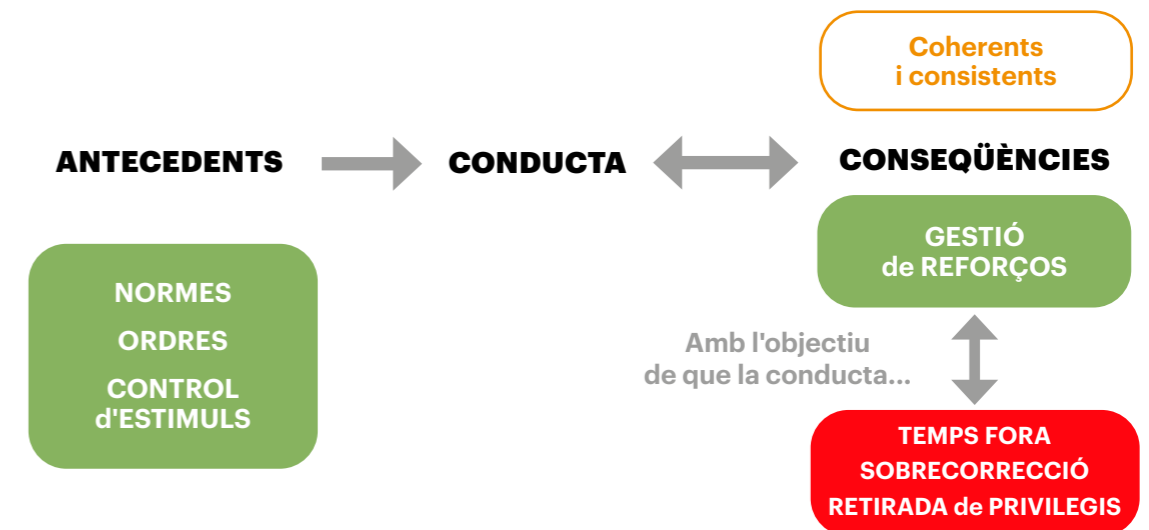 Coherents
i consistents
ANTECEDENTS
CONDUCTA
CONSEQÜÈNCIES
NORMES
ORDRES
CONTROL
d'ESTIMULS
GESTIÓ
de REFORÇOS
Amb l'objectiu
de que la conducta...
TEMPS FORA
SOBRECORRECCIÓ
RETIRADA de PRIVILEGIS